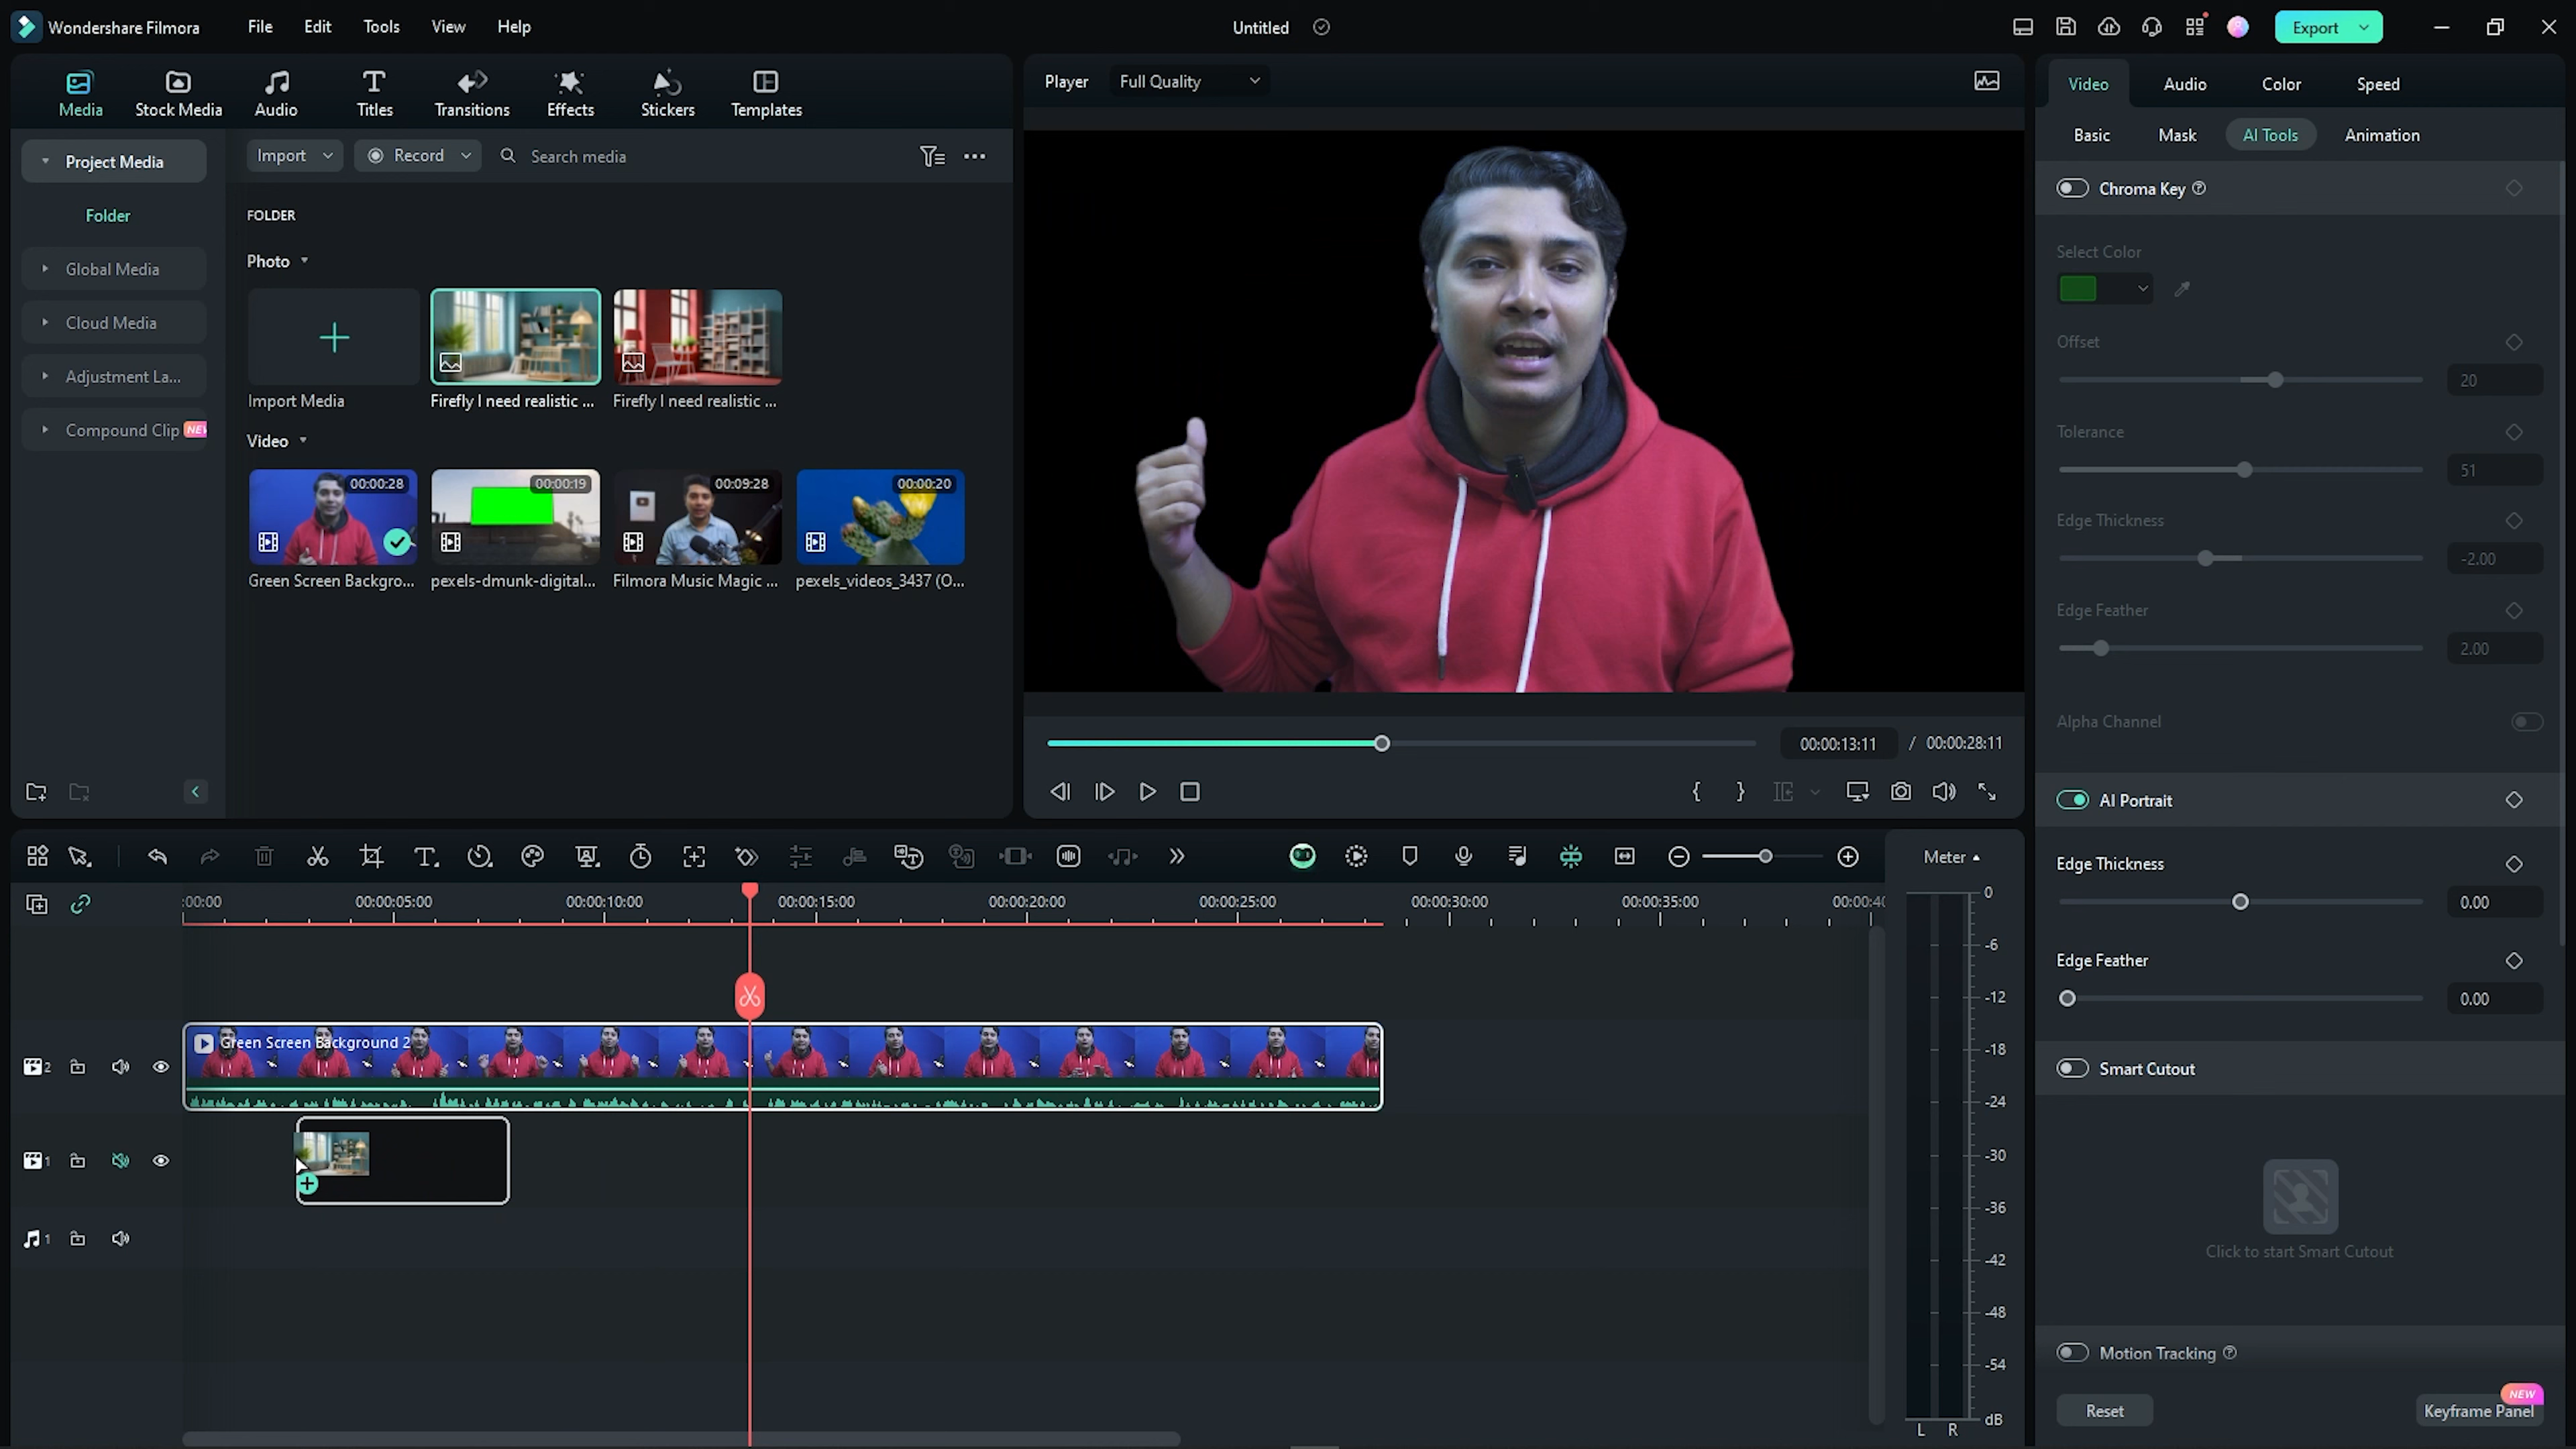 Wondershare Filmora
File
Edit
Tools
View
Help
Untitled
Export
Media
Stock Media
Audio
Titles
Transitions
Effects
Stickers
Templates
Player
Full Quality
Video
Audio
Color
Speed
Basic
Mask
AI Tools
Animation
Project Media
Folder
Global Media
Cloud Media
Adjustment La...
Compound Clip
Import
Record
Search media
FOLDER
Photo
Import Media
Firefly I need realistic ...
Firefly I need realistic ...
Video
00:00:28
00:00:19
00:09:28
00:00:20
Green Screen Backgro...
pexels-dmunk-digital...
Filmora Music Magic ...
pexels_videos_3437 (O...
00:00:13:11 / 00:00:28:11
Chroma Key
Select Color
Offset
20
Tolerance
51
Edge Thickness
-2.00
Edge Feather
2.00
Alpha Channel
AI Portrait
Edge Thickness
0.00
Edge Feather
0.00
Smart Cutout
Click to start Smart Cutout
Motion Tracking
Reset
NEW
Keyframe Panel
:00:00
00:00:05:00
00:00:10:00
00:00:15:00
00:00:20:00
00:00:25:00
00:00:30:00
00:00:35:00
Green Screen Background 2
2
1
1
Meter
0
-6
-12
-18
-24
-30
-36
-42
-48
-54
dB
L R